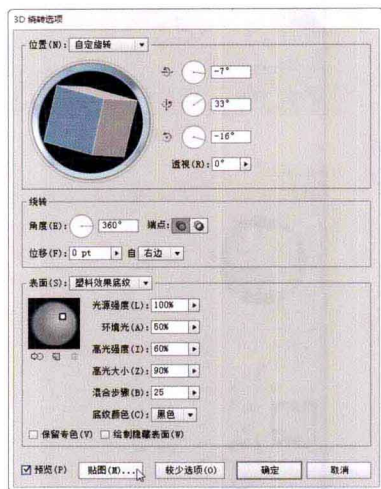 3D 绕转选项
位置(N): 自定旋转
-7°
33°
-16°
透视(R): 0°
绕转
角度(E): 360° 端点:
位移(F): 0 pt 自 右边
表面(S): 塑料效果底纹
光源强度(L): 100%
环境光(A): 50%
高光强度(I): 60%
高光大小(Z): 90%
混合步骤(B): 25
底纹颜色(C): 黑色
保留专色(V) 绘制隐藏表面(W)
预览(P) 贴图(M)... 较少选项(O) 确定 取消